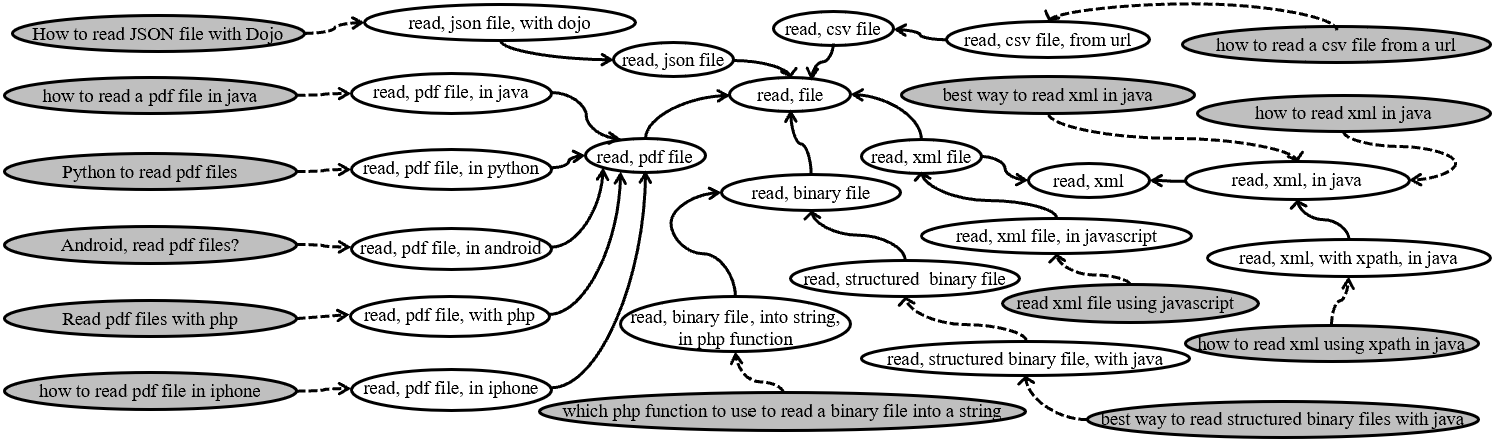 How to read JSON file with Dojo
read, json file, with dojo
read, csv file
read, csv file, from url
how to read a csv file from a url
read, json file
how to read a pdf file in java
read, pdf file, in java
read, file
best way to read xml in java
how to read xml in java
Python to read pdf files
read, pdf file, in python
read, pdf file
read, xml file
read, xml
read, xml, in java
read, binary file
Android, read pdf files?
read, pdf file, in android
read, xml file, in javascript
read, xml, with xpath, in java
read, structured binary file
read xml file using javascript
Read pdf files with php
read, pdf file, with php
read, binary file, into string,
in php function
read, structured binary file, with java
how to read xml using xpath in java
how to read pdf file in iphone
read, pdf file, in iphone
which php function to use to read a binary file into a string
best way to read structured binary files with java